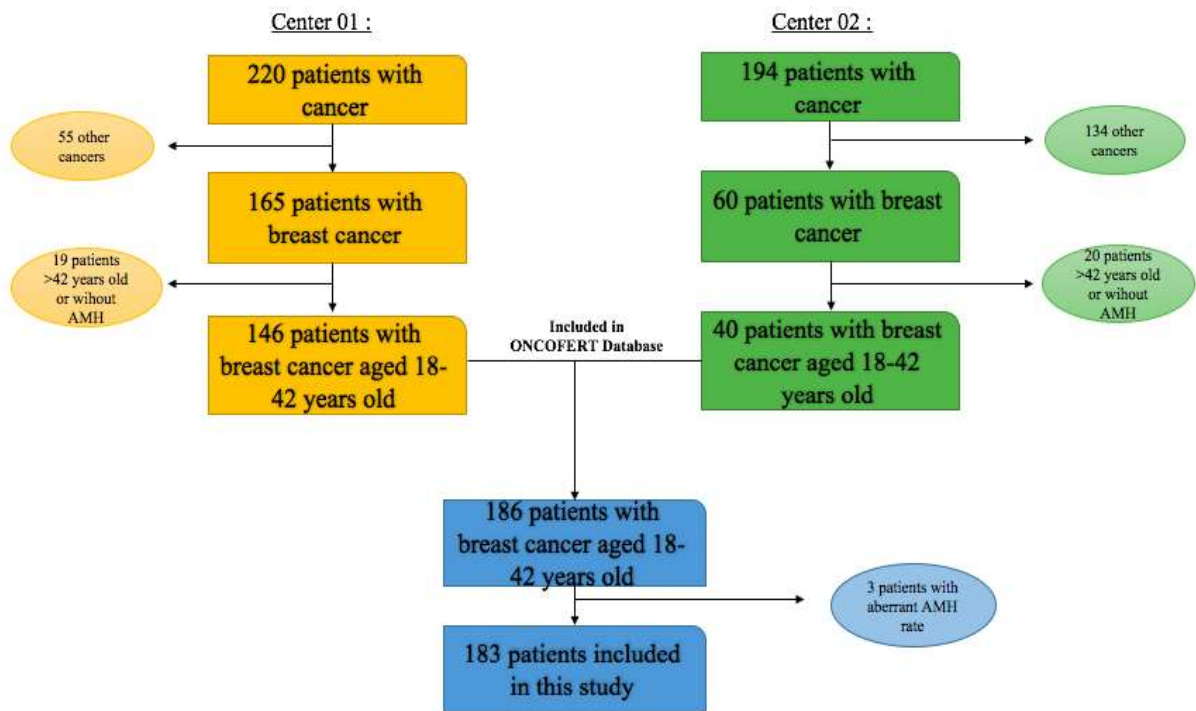 Center 01 :
Center 02 :
220 patients with
cancer
194 patients with
cancer
55 other
cancers
134 other
cancers
165 patients with
breast cancer
60 patients with breast
cancer
19 patients
>42 years old
or wihout
AMH
20 patients
>42 years old
or wihout
AMH
146 patients with
breast cancer aged 18-
42 years old
Included in
ONCOFERT Database
40 patients with breast
cancer aged 18-42
years old
186 patients with
breast cancer aged 18-
42 years old
3 patients with
aberrant AMH
rate
183 patients included
in this study